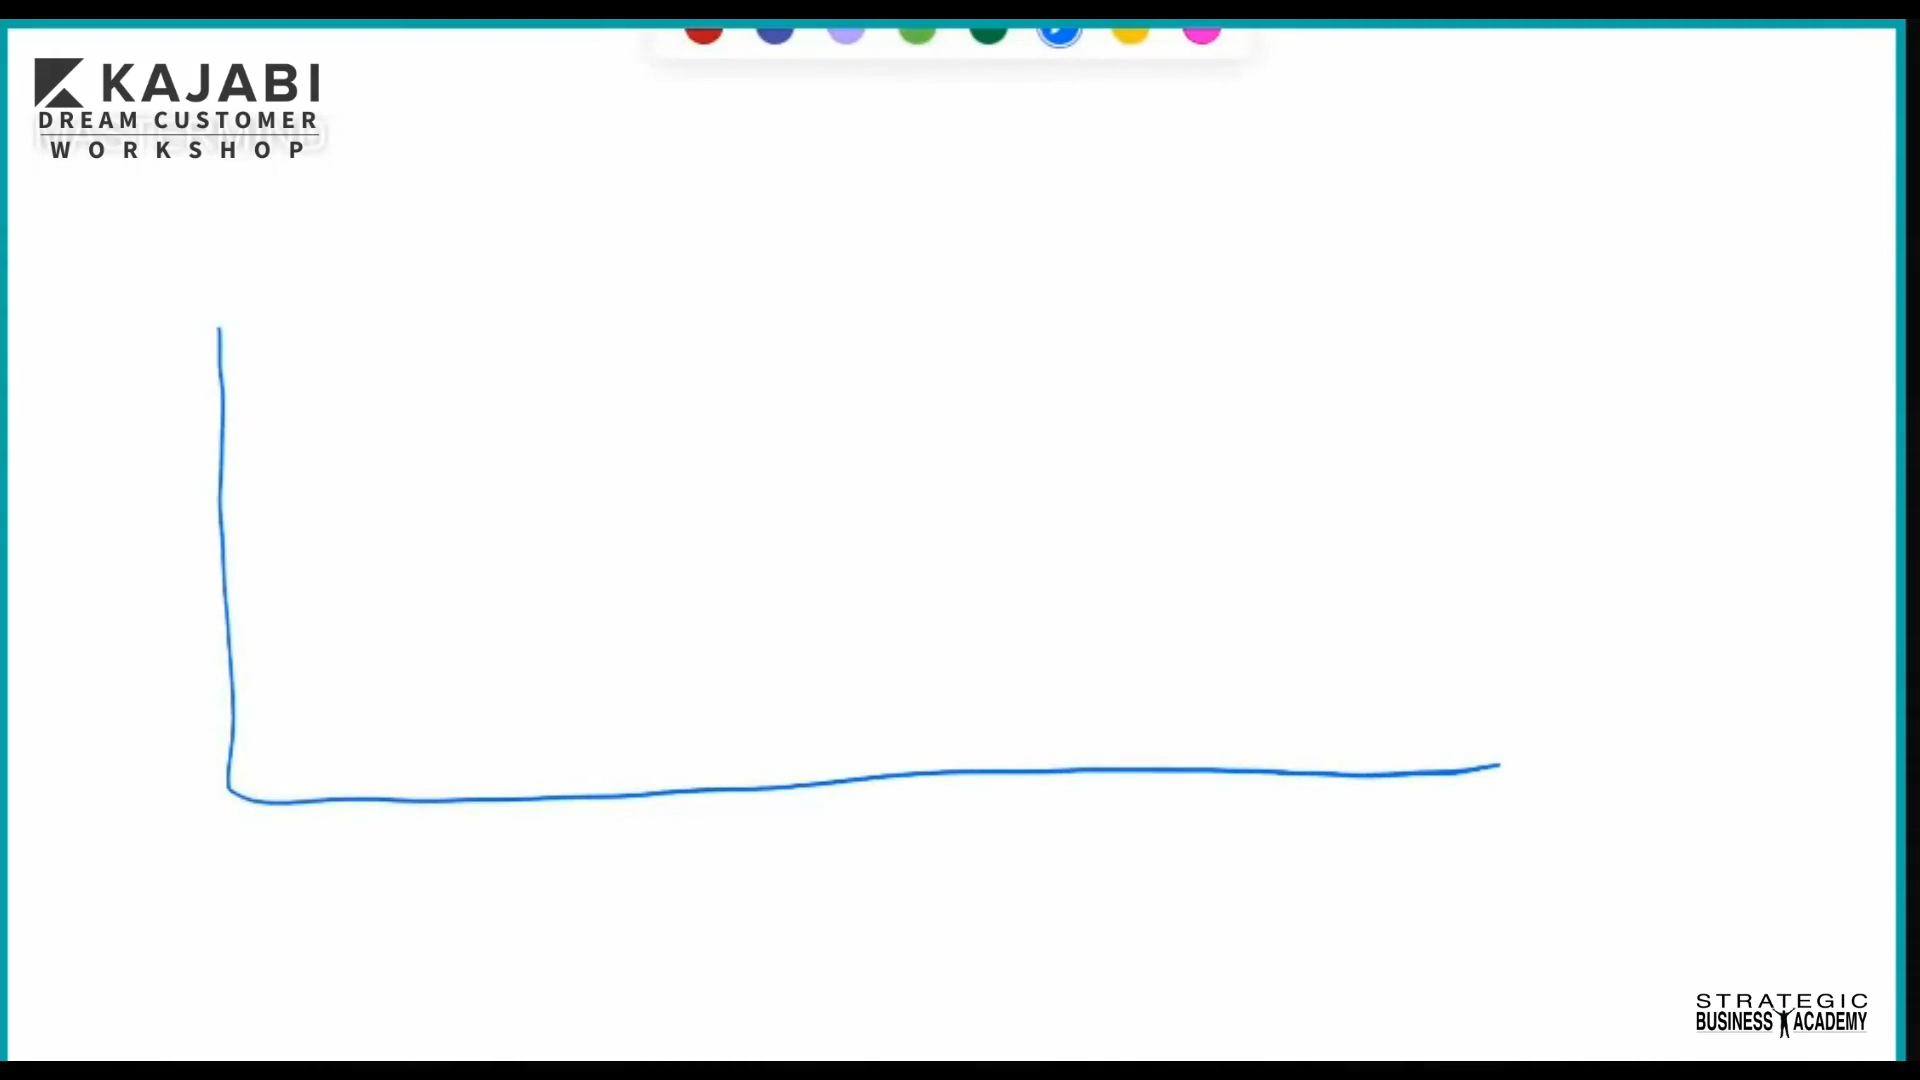 KAJABI
DREAM CUSTOMER
WORKSHOP
STRATEGIC
BUSINESS ACADEMY